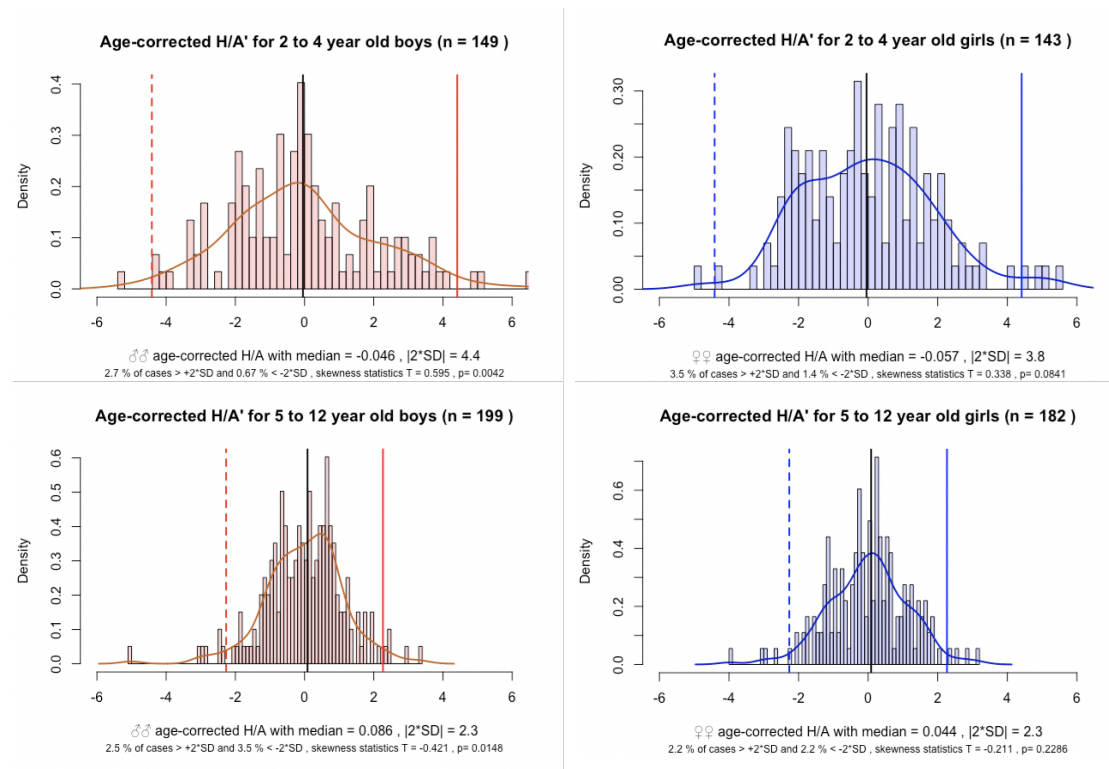 Age-corrected H/A' for 2 to 4 year old boys (n = 149 )
Density
0.4
0.3
0.2
0.1
0.0
-6 -4 -2 0 2 4 6
♂♂ age-corrected H/A with median = -0.046 , |2*SD| = 4.4
2.7 % of cases > +2*SD and 0.67 % < -2*SD , skewness statistics T = 0.595 , p= 0.0042
Age-corrected H/A' for 2 to 4 year old girls (n = 143 )
Density
0.30
0.20
0.10
0.00
-6 -4 -2 0 2 4 6
♀♀ age-corrected H/A with median = -0.057 , |2*SD| = 3.8
3.5 % of cases > +2*SD and 1.4 % < -2*SD , skewness statistics T = 0.338 , p= 0.0841
Age-corrected H/A' for 5 to 12 year old boys (n = 199 )
Density
0.6
0.5
0.4
0.3
0.2
0.1
0.0
-6 -4 -2 0 2 4 6
♂♂ age-corrected H/A with median = 0.086 , |2*SD| = 2.3
2.5 % of cases > +2*SD and 3.5 % < -2*SD , skewness statistics T = -0.421 , p= 0.0148
Age-corrected H/A' for 5 to 12 year old girls (n = 182 )
Density
0.6
0.4
0.2
0.0
-6 -4 -2 0 2 4 6
♀♀ age-corrected H/A with median = 0.044 , |2*SD| = 2.3
2.2 % of cases > +2*SD and 2.2 % < -2*SD , skewness statistics T = -0.211 , p= 0.2286